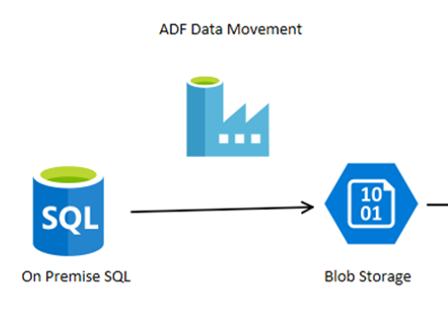 ADF Data Movement
SQL
10
01
On Premise SQL
Blob Storage